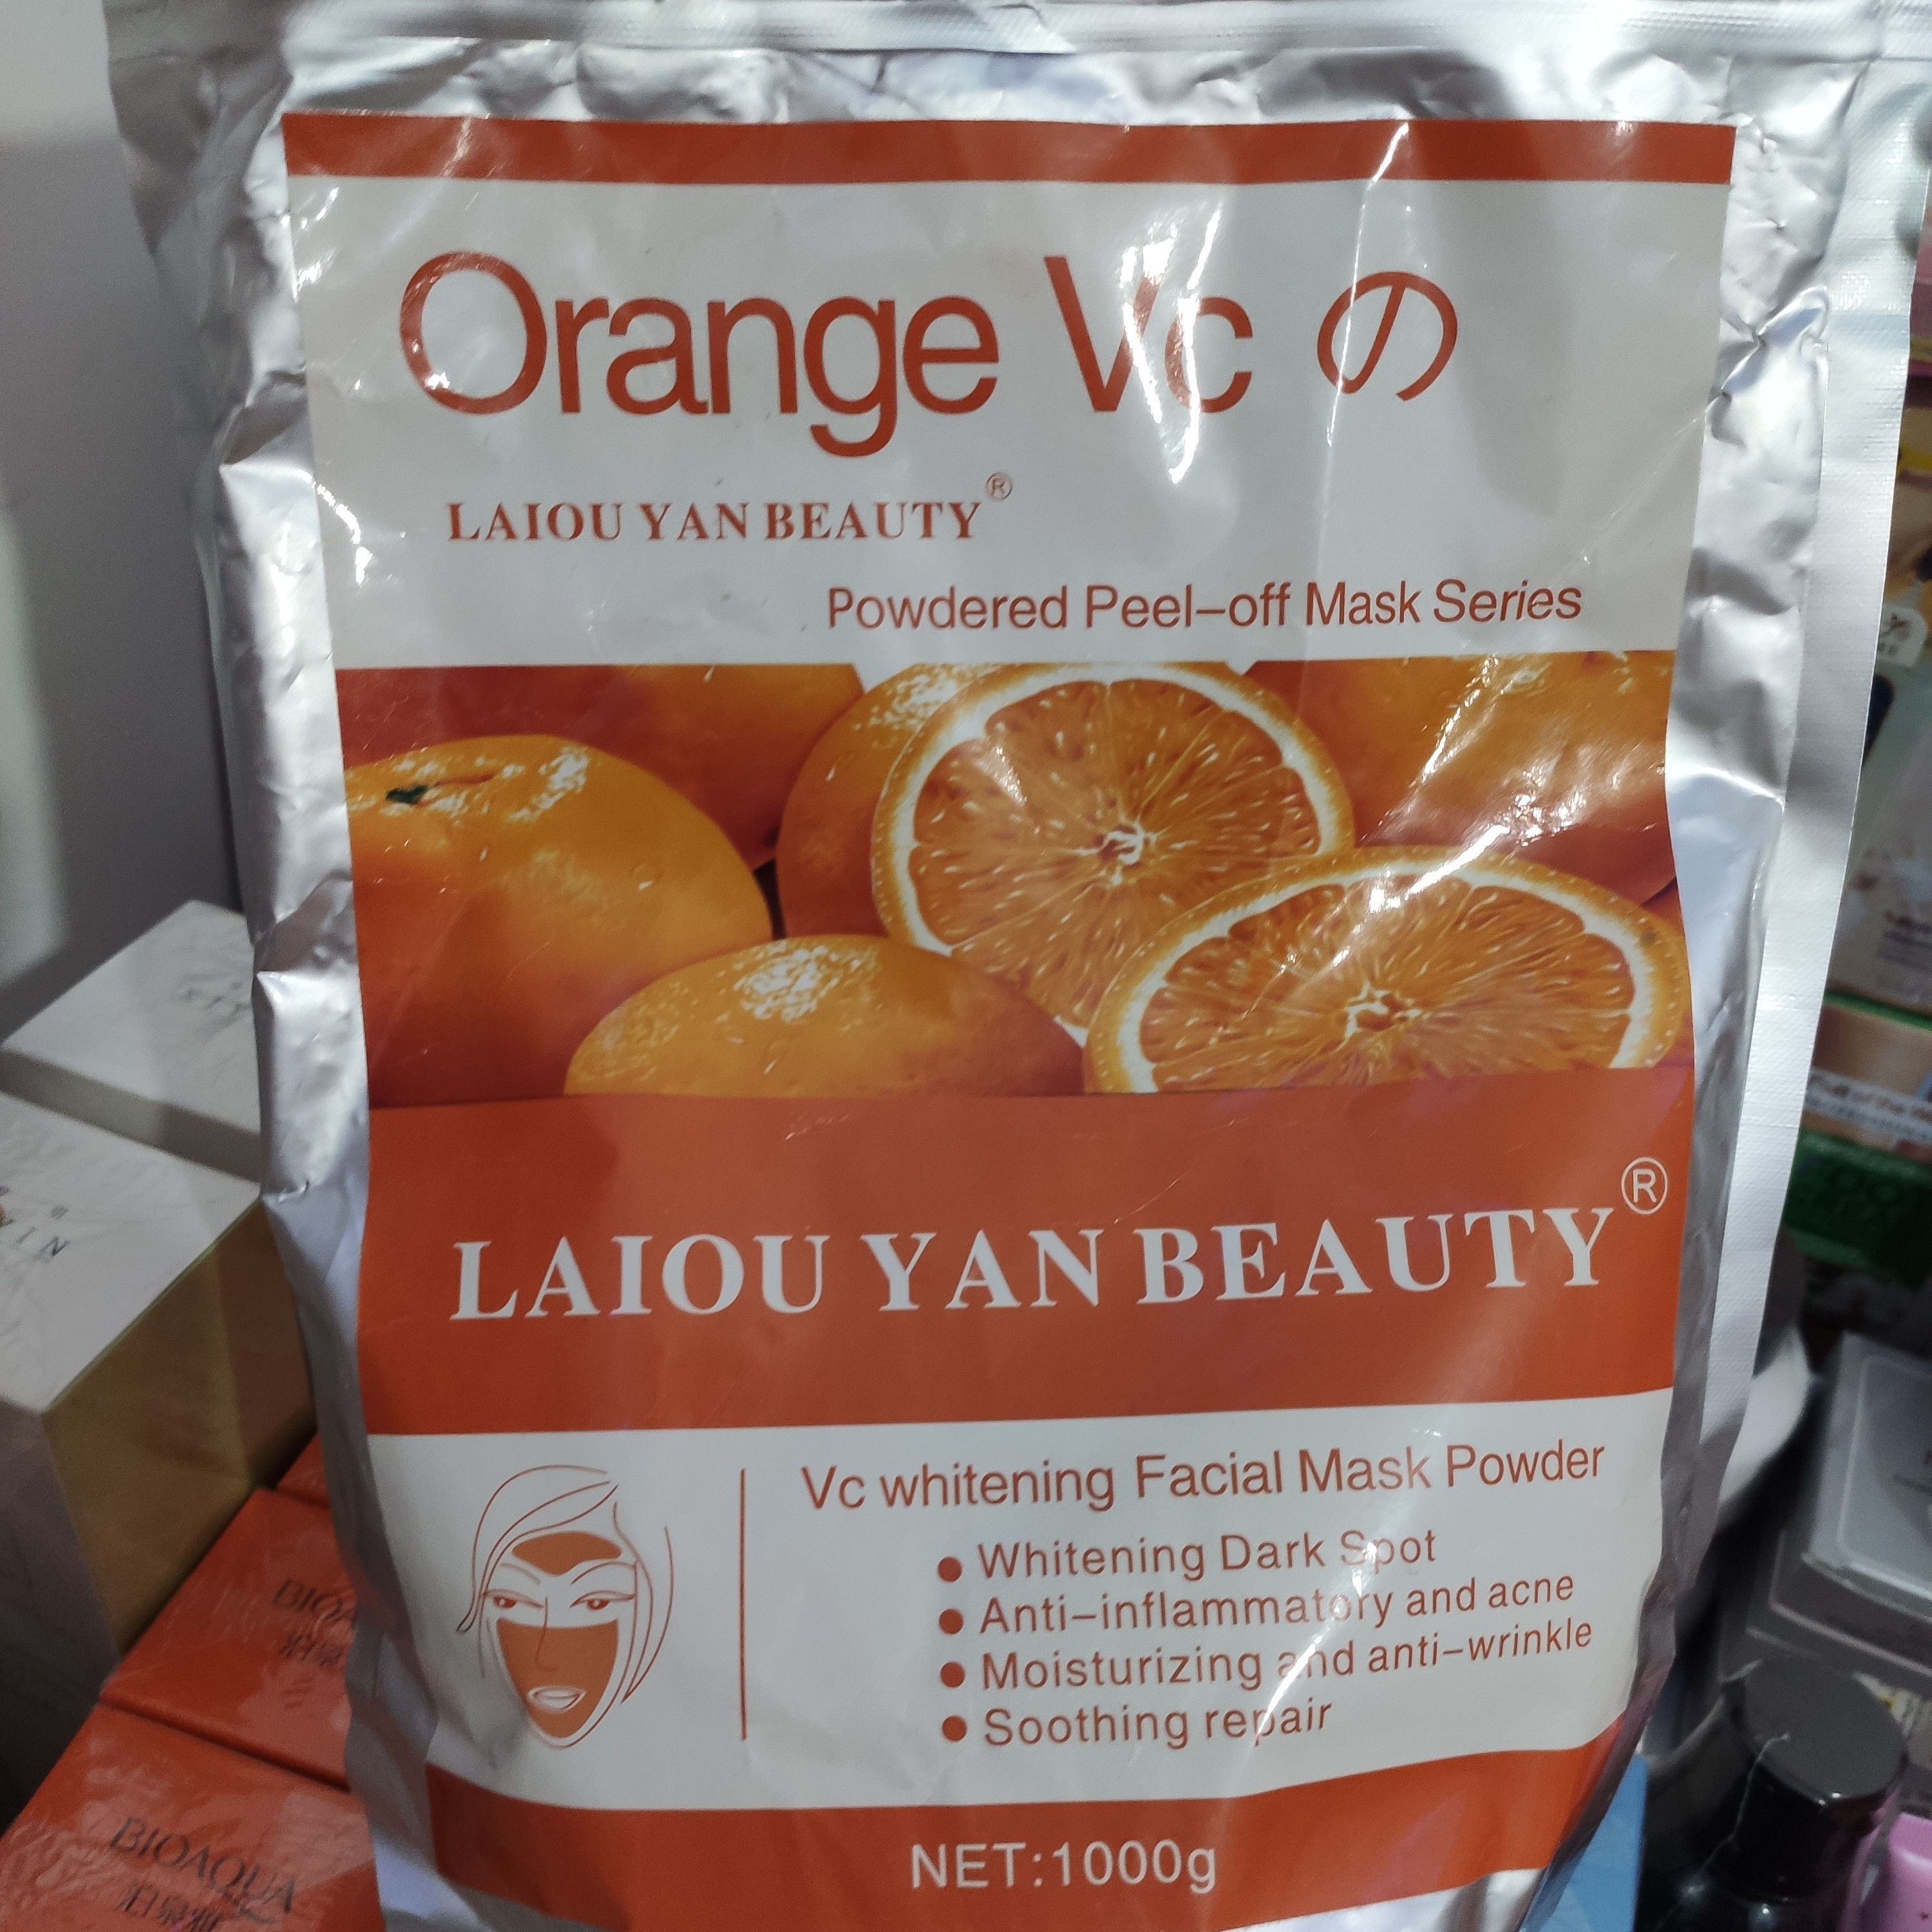 Orange Vc の
LAIOU YAN BEAUTY®
Powdered Peel-off Mask Series
LAIOU YAN BEAUTY®
Vc whitening Facial Mask Powder
• Whitening Dark Spot
• Anti-inflammatory and acne
• Moisturizing and anti-wrinkle
• Soothing repair
NET:1000g
BIOAQUA